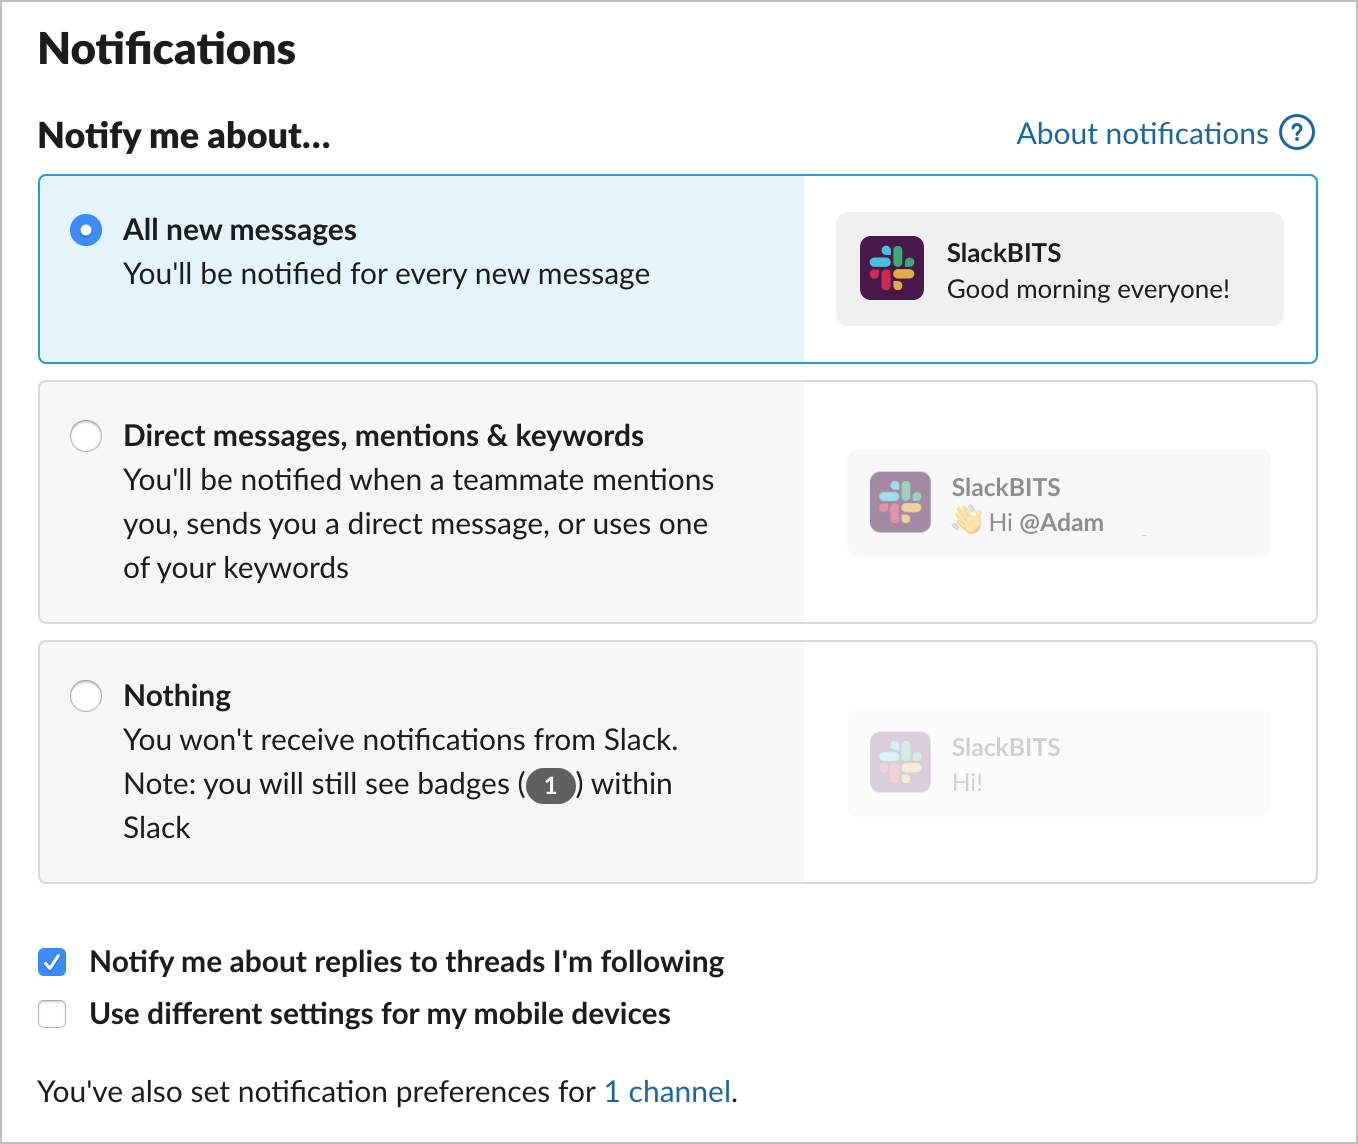 Notifications
Notify me about...
About notifications ?
All new messages
You'll be notified for every new message
SlackBITS
Good morning everyone!
Direct messages, mentions & keywords
You'll be notified when a teammate mentions
you, sends you a direct message, or uses one
of your keywords
SlackBITS
👋 Hi @Adam
Nothing
You won't receive notifications from Slack.
Note: you will still see badges (1) within
Slack
SlackBITS
Hi!
Notify me about replies to threads I'm following
Use different settings for my mobile devices
You've also set notification preferences for 1 channel.